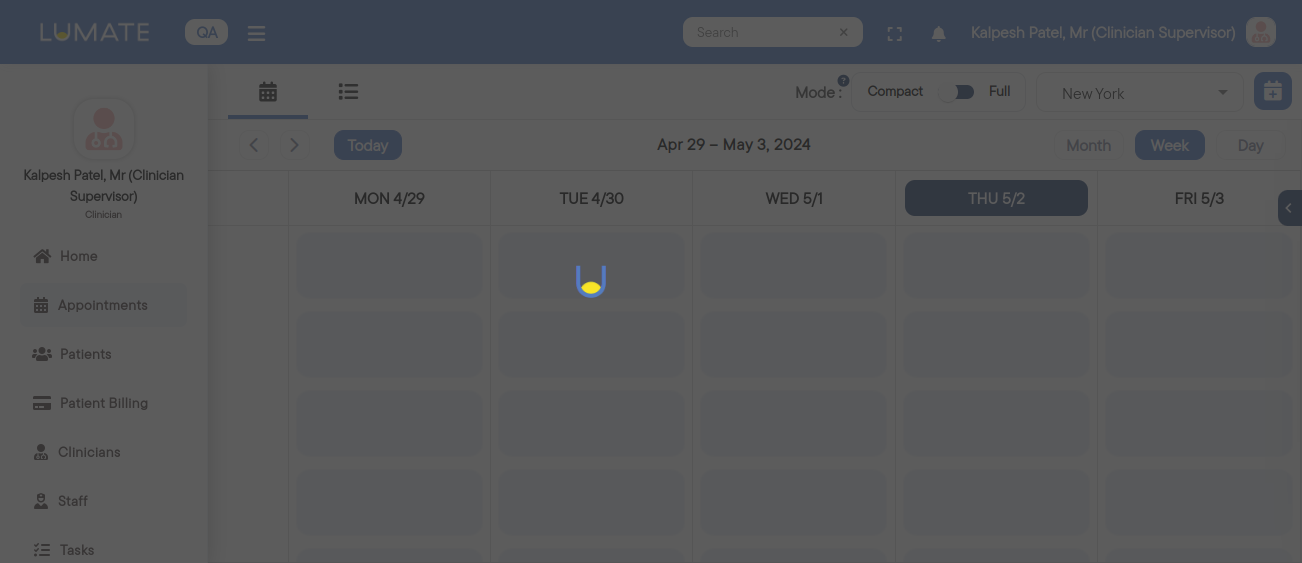 LUMATE
QA
Search
Kalpesh Patel, Mr (Clinician Supervisor)
Kalpesh Patel, Mr (Clinician
Supervisor)
Clinician
Home
Appointments
Patients
Patient Billing
Clinicians
Staff
Tasks
Mode :
?
Compact
Full
New York
Today
Apr 29 – May 3, 2024
Month
Week
Day
MON 4/29
TUE 4/30
WED 5/1
THU 5/2
FRI 5/3